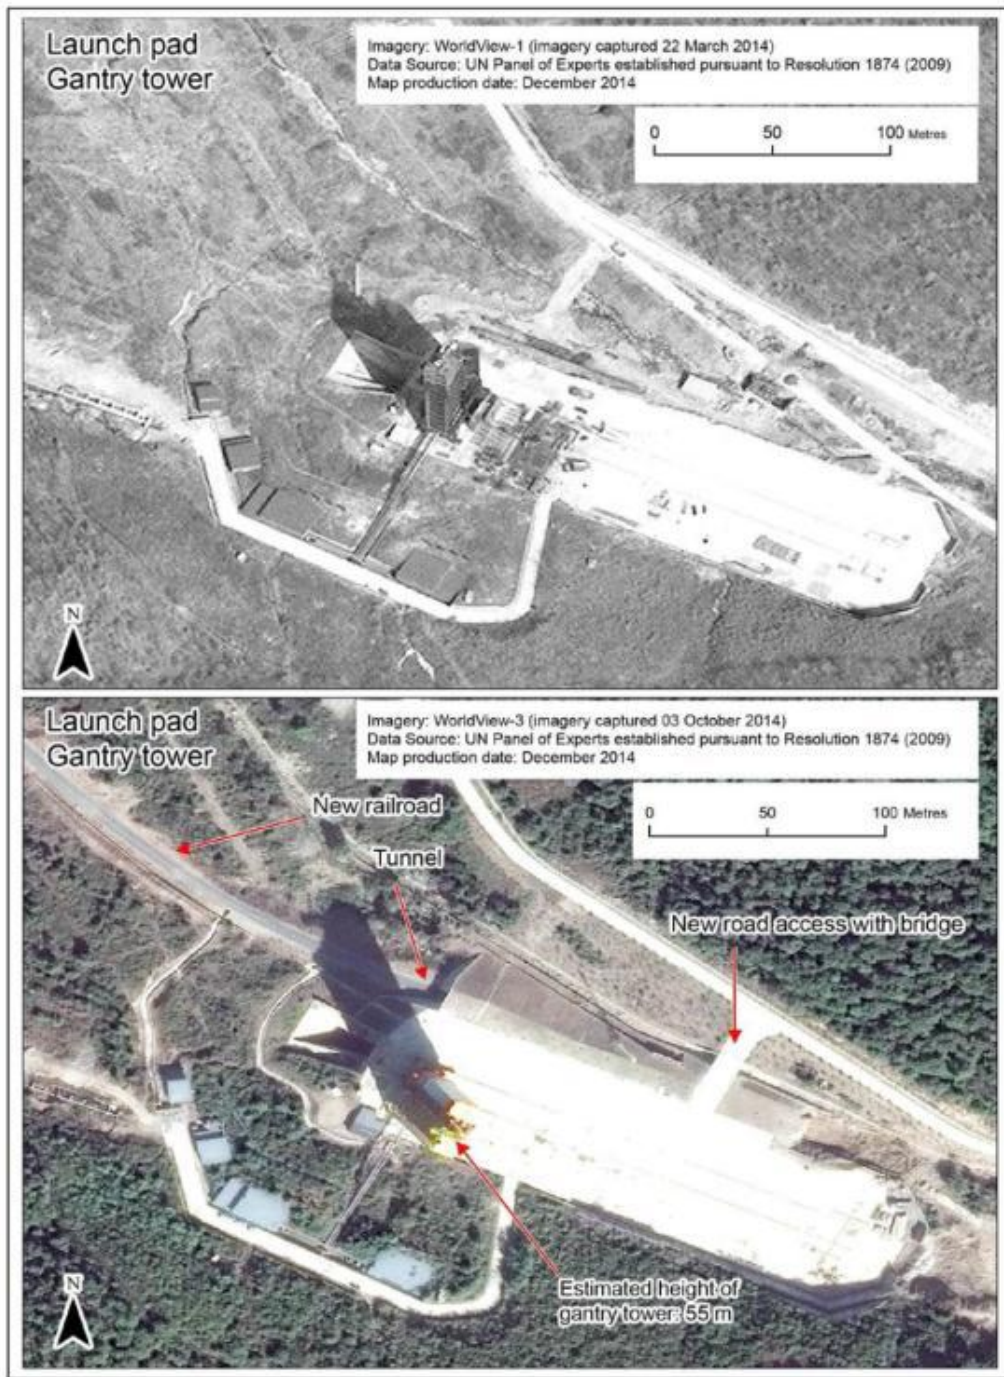 Launch pad
Gantry tower
Imagery: WorldView-1 (imagery captured 22 March 2014)
Data Source: UN Panel of Experts established pursuant to Resolution 1874 (2009)
Map production date: December 2014
0 50 100 Metres
N
Launch pad
Gantry tower
Imagery: WorldView-3 (imagery captured 03 October 2014)
Data Source: UN Panel of Experts established pursuant to Resolution 1874 (2009)
Map production date: December 2014
0 50 100 Metres
New railroad
Tunnel
New road access with bridge
Estimated height of
gantry tower: 55 m
N